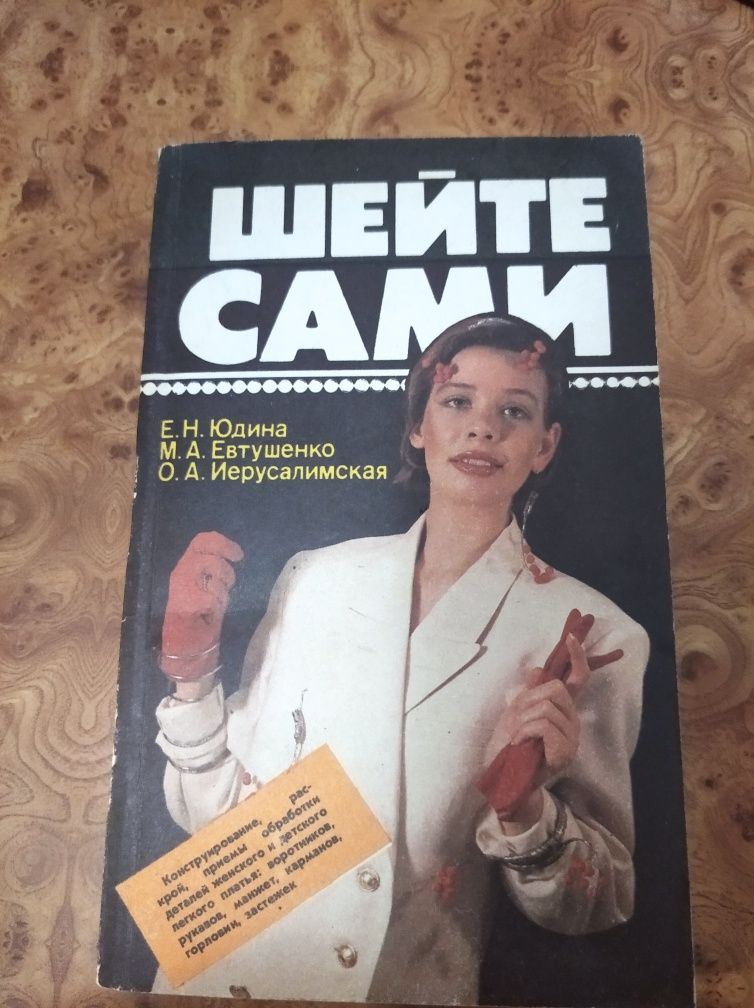 ШЕЙТЕ
САМИ
Е.Н. Юдина
М.А. Евтушенко
О.А. Иерусалимская
Конструирование, рас-
крой, приемы обработки
деталей женского и детского
легкого платья: воротников,
рукавов, манжет, карманов,
горловин, застежек